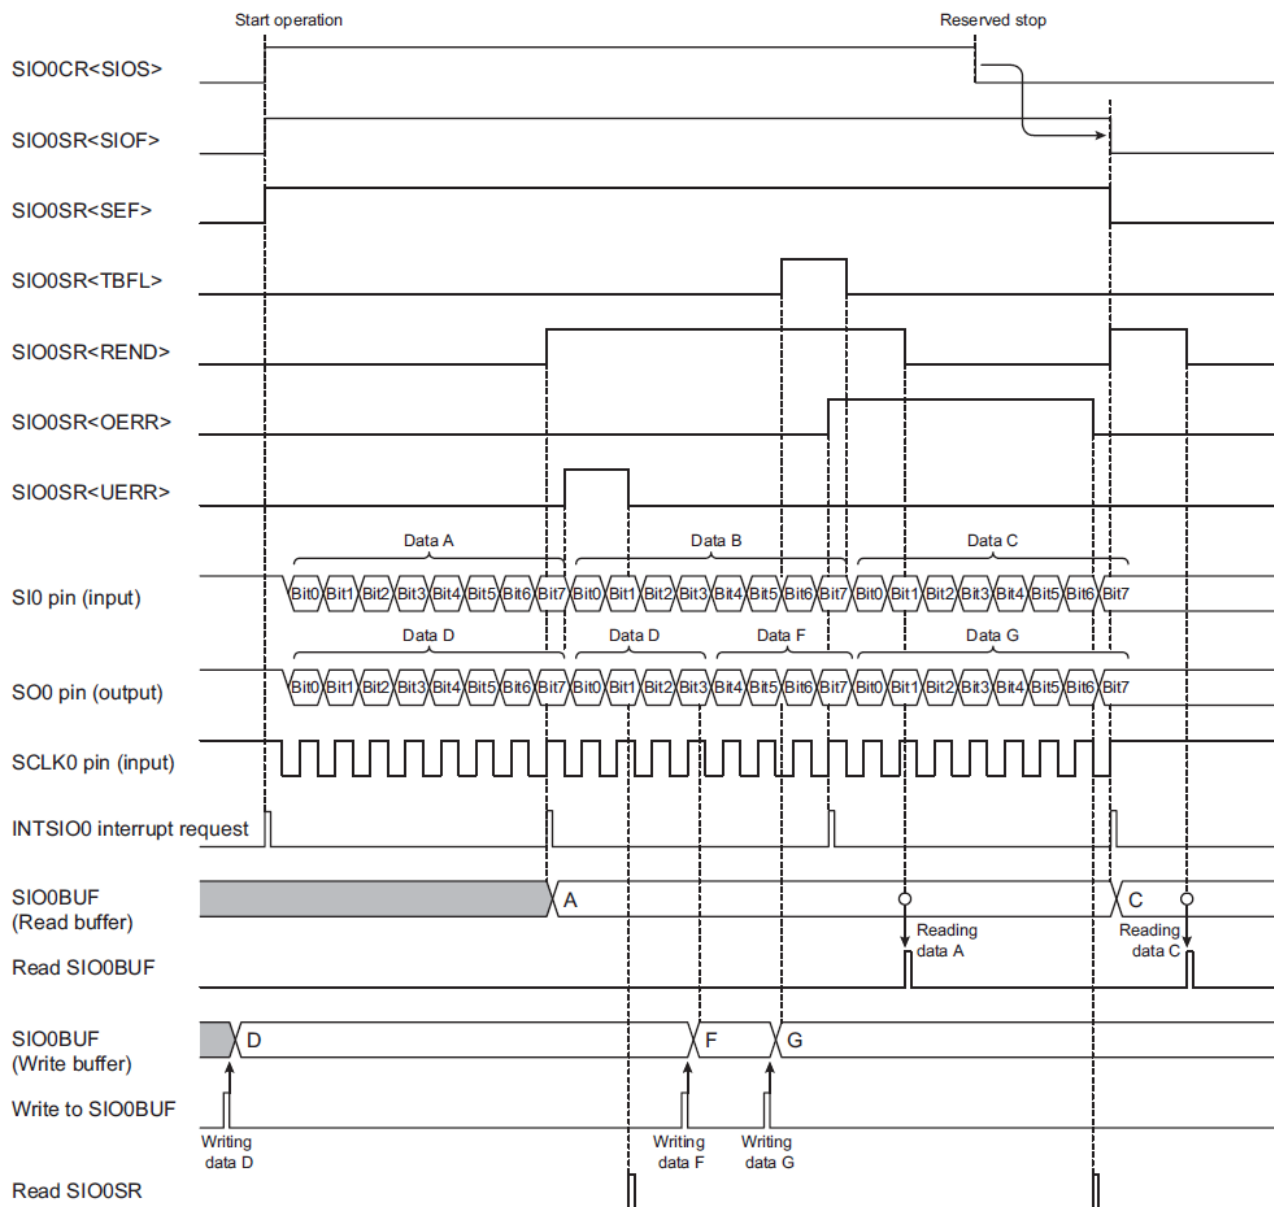 Start operation
Reserved stop
SIO0CR<SIOS>
SIO0SR<SIOF>
SIO0SR<SEF>
SIO0SR<TBFL>
SIO0SR<REND>
SIO0SR<OERR>
SIO0SR<UERR>
Data A
Data B
Data C
SI0 pin (input)
Bit0 Bit1 Bit2 Bit3 Bit4 Bit5 Bit6 Bit7 Bit0 Bit1 Bit2 Bit3 Bit4 Bit5 Bit6 Bit7 Bit0 Bit1 Bit2 Bit3 Bit4 Bit5 Bit6 Bit7
Data D
Data D
Data F
Data G
SO0 pin (output)
Bit0 Bit1 Bit2 Bit3 Bit4 Bit5 Bit6 Bit7 Bit0 Bit1 Bit2 Bit3 Bit4 Bit5 Bit6 Bit7 Bit0 Bit1 Bit2 Bit3 Bit4 Bit5 Bit6 Bit7
SCLK0 pin (input)
INTSIO0 interrupt request
SIO0BUF
(Read buffer)
A
C
Reading
data A
Reading
data C
Read SIO0BUF
SIO0BUF
(Write buffer)
D
F
G
Write to SIO0BUF
Writing
data D
Writing
data F
Writing
data G
Read SIO0SR